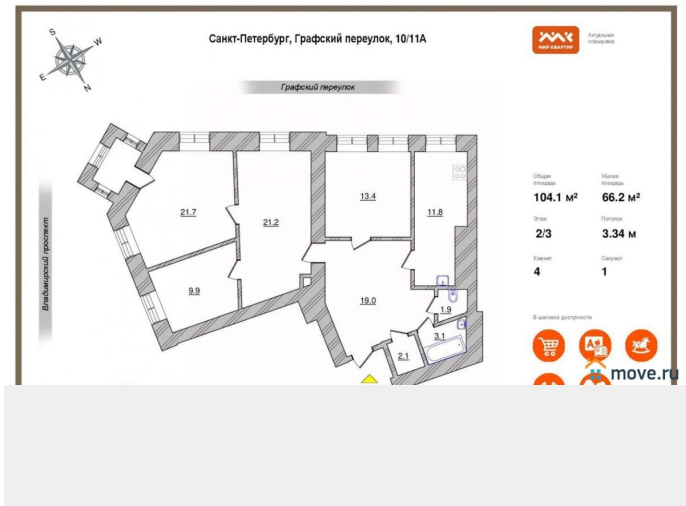 Санкт-Петербург, Графский переулок, 10/11А
МИР КВАРТИР
Актуальная
планировка
S
W
E
N
Графский переулок
Владимирский проспект
21.7
21.2
13.4
11.8
9.9
19.0
1.9
3.1
2.1
Общая
площадь
Жилая
площадь
104.1 м²
66.2 м²
Этаж
Потолок
2/3
3.34 м
Комнат
Санузел
4
1
В шаговой доступности
move.ru